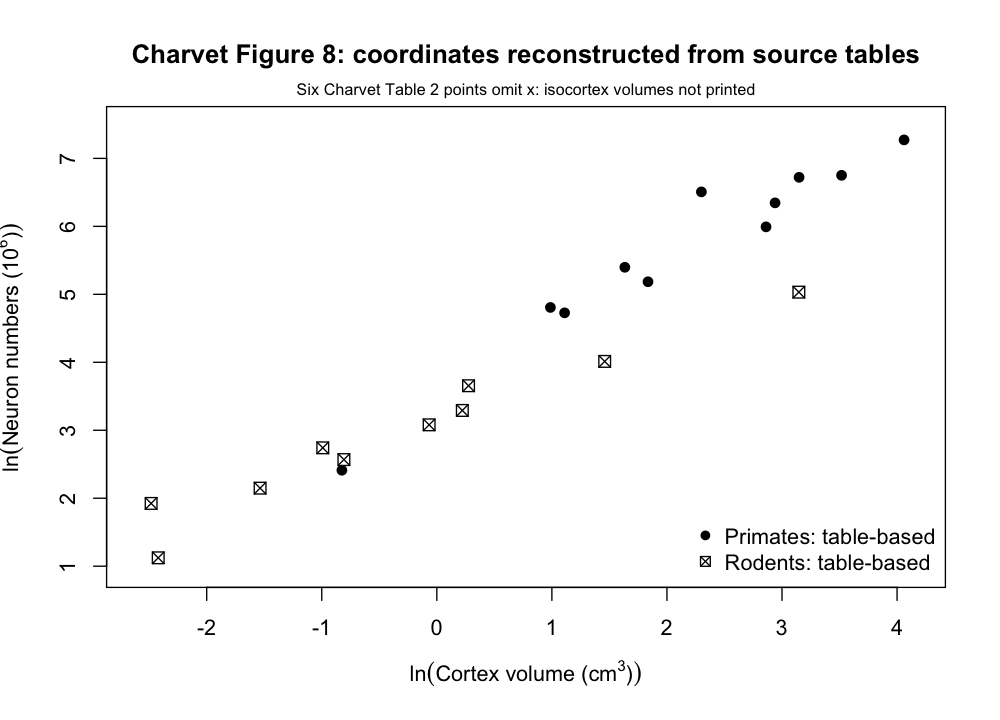 Charvet Figure 8: coordinates reconstructed from source tables
Six Charvet Table 2 points omit x: isocortex volumes not printed
ln(Neuron numbers (10⁶))
7
6
5
4
3
2
1
Primates: table-based
Rodents: table-based
-2 -1 0 1 2 3 4
ln(Cortex volume (cm³))